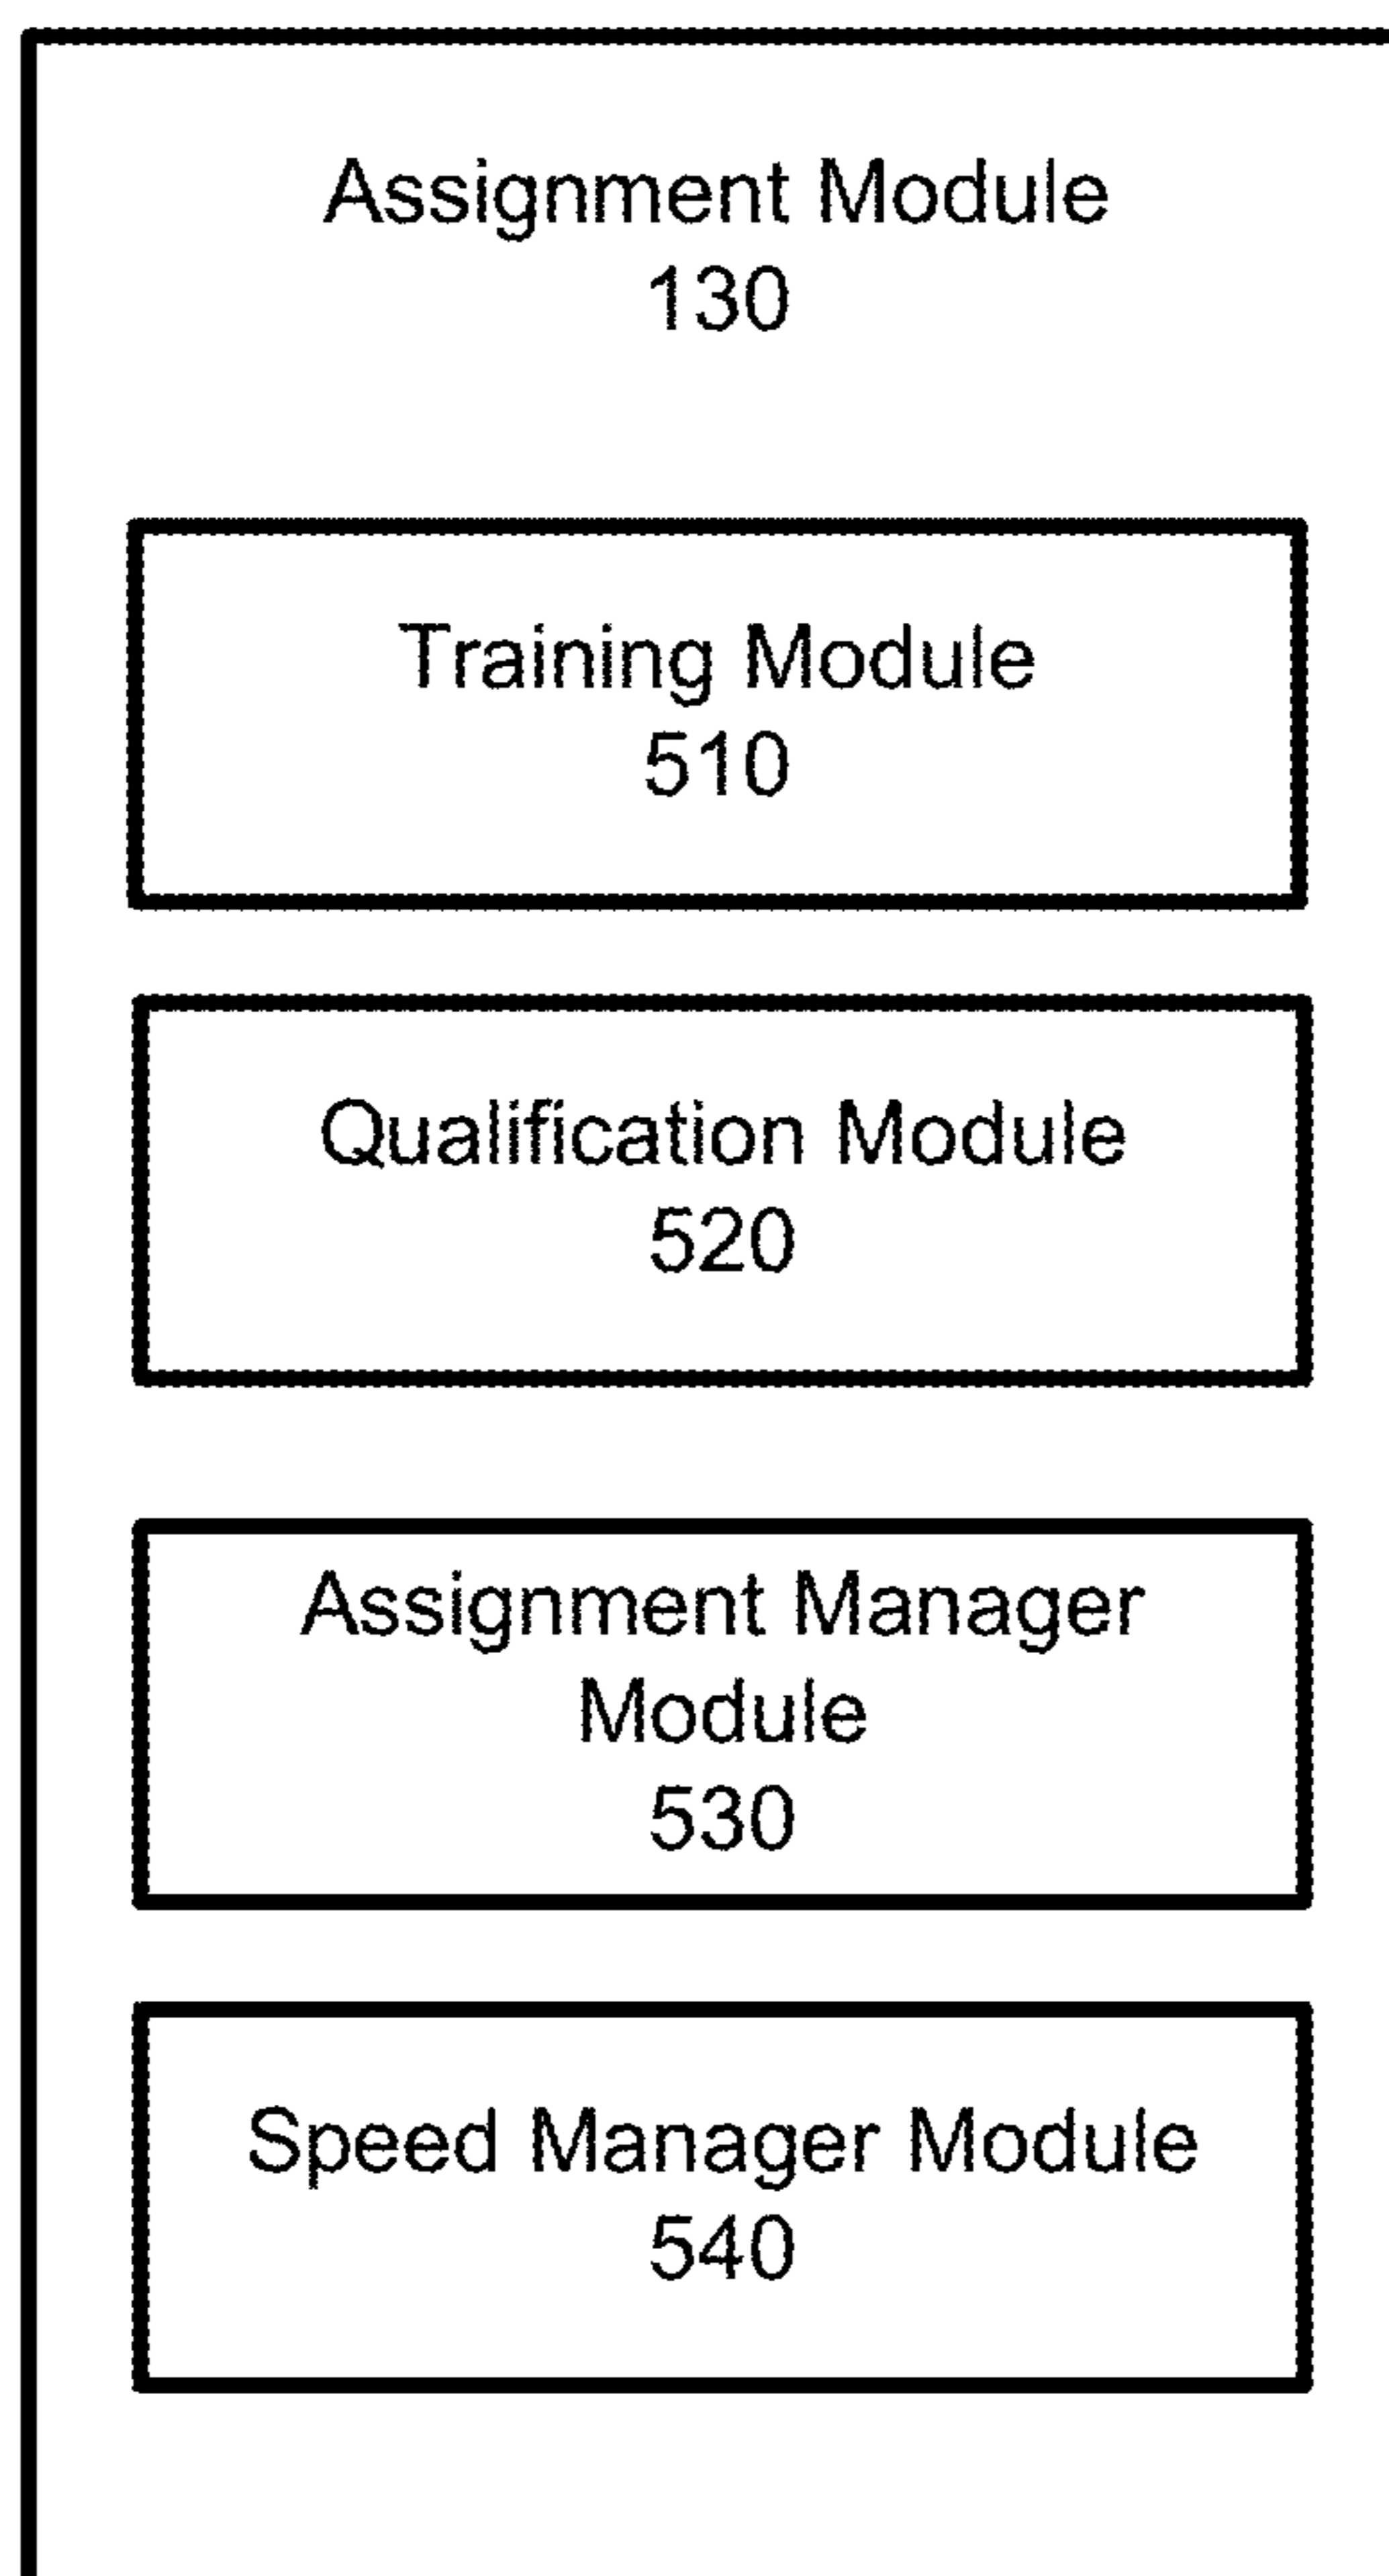 Assignment Module
130
Training Module
510
Qualification Module
520
Assignment Manager
Module
530
Speed Manager Module
540